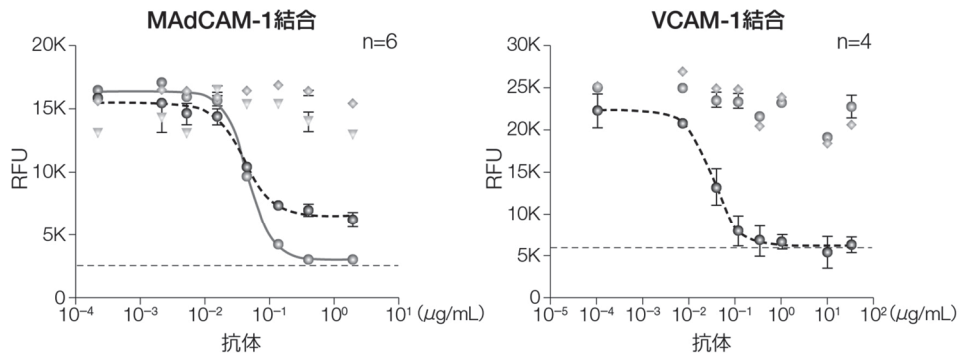 MAdCAM-1結合
n=6
20K
15K
10K
5K
0
RFU
10⁻⁴ 10⁻³ 10⁻² 10⁻¹ 10⁰ 10¹ (μg/mL)
抗体
VCAM-1結合
n=4
30K
25K
20K
15K
10K
5K
0
RFU
10⁻⁵ 10⁻⁴ 10⁻³ 10⁻² 10⁻¹ 10⁰ 10¹ 10² (μg/mL)
抗体